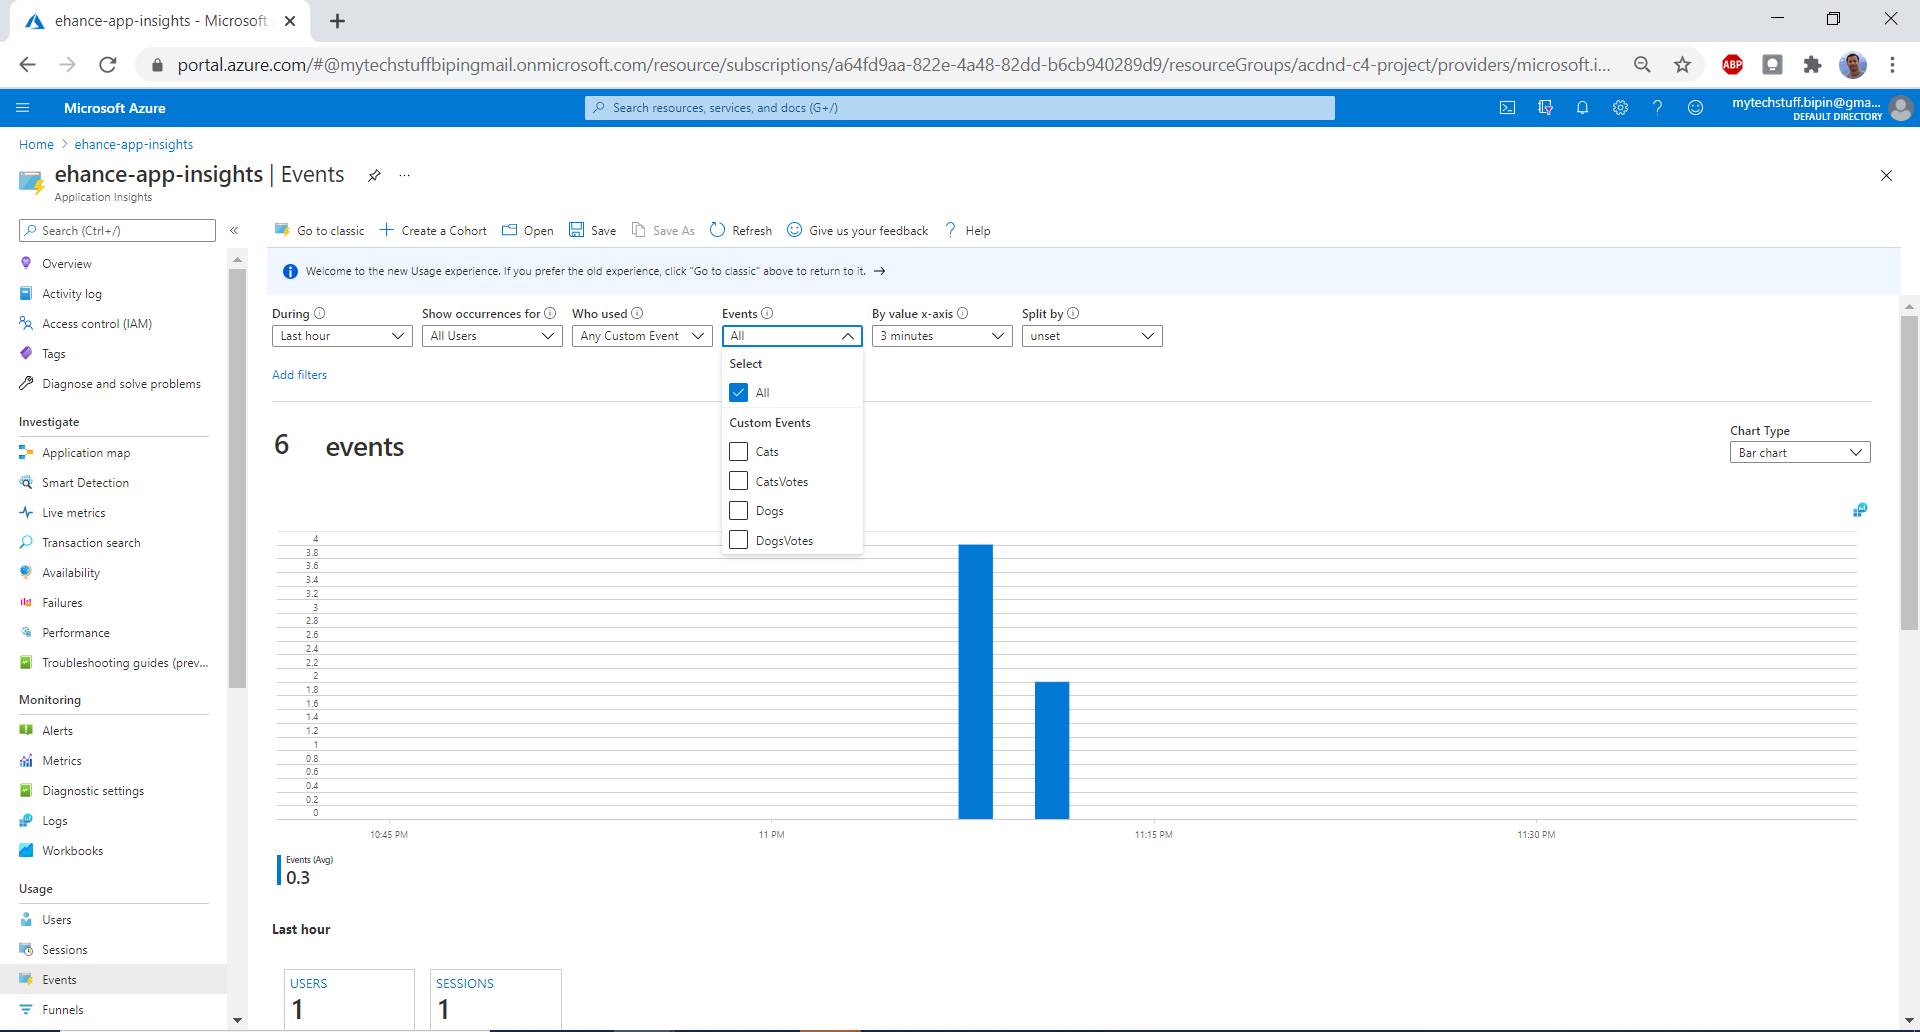 ehance-app-insights - Microsoft
portal.azure.com/#@mytechstuffbipingmail.onmicrosoft.com/resource/subscriptions/a64fd9aa-822e-4a48-82dd-b6cb940289d9/resourceGroups/acdnd-c4-project/providers/microsoft.i...
ABP
Microsoft Azure
Search resources, services, and docs (G+/)
mytechstuff.bipin@gma...
DEFAULT DIRECTORY
Home > ehance-app-insights
ehance-app-insights | Events
...
Application Insights
Search (Ctrl+/)
«
Go to classic
Create a Cohort
Open
Save
Save As
Refresh
Give us your feedback
Help
Welcome to the new Usage experience. If you prefer the old experience, click "Go to classic" above to return to it. →
Overview
Activity log
Access control (IAM)
Tags
Diagnose and solve problems
Investigate
Application map
Smart Detection
Live metrics
Transaction search
Availability
Failures
Performance
Troubleshooting guides (prev...
Monitoring
Alerts
Metrics
Diagnostic settings
Logs
Workbooks
Usage
Users
Sessions
Events
Funnels
During
Last hour
Show occurrences for
All Users
Who used
Any Custom Event
Events
All
By value x-axis
3 minutes
Split by
unset
Select
All
Custom Events
Cats
CatsVotes
Dogs
DogsVotes
Add filters
6 events
Chart Type
Bar chart
4
3.8
3.6
3.4
3.2
3
2.8
2.6
2.4
2.2
2
1.8
1.6
1.4
1.2
1
0.8
0.6
0.4
0.2
0
10:45 PM
11 PM
11:15 PM
11:30 PM
Events (Avg)
0.3
Last hour
USERS
1
SESSIONS
1